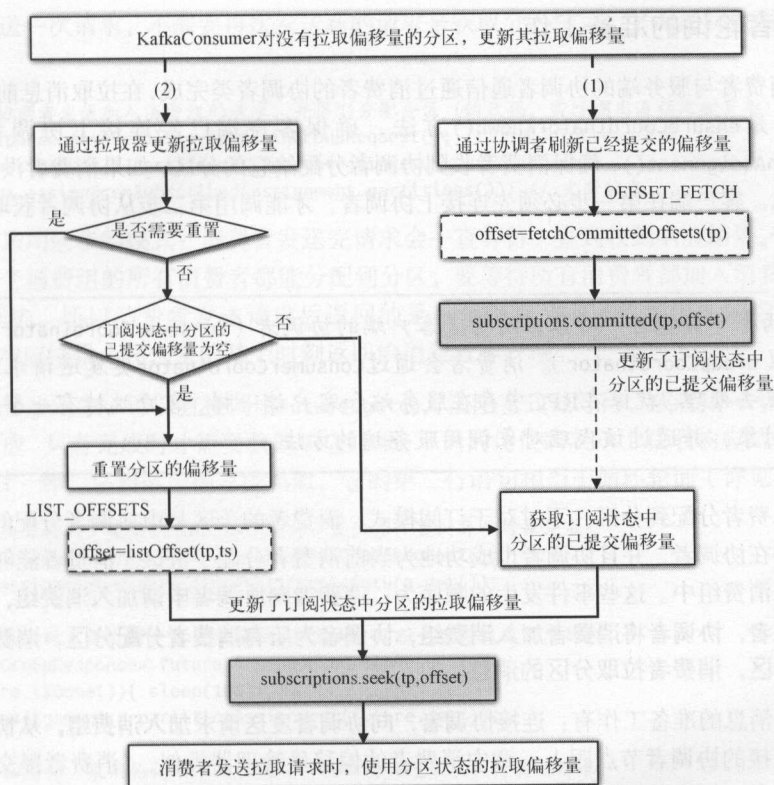 KafkaConsumer对没有拉取偏移量的分区，更新其拉取偏移量
(2)
(1)
通过拉取器更新拉取偏移量
通过协调者刷新已经提交的偏移量
是
是否需要重置
OFFSET_FETCH
offset=fetchCommittedOffsets(tp)
否
订阅状态中分区的
已提交偏移量为空
否
subscriptions.committed(tp,offset)
更新了订阅状态中
分区的已提交偏移量
是
重置分区的偏移量
LIST_OFFSETS
获取订阅状态中
分区的已提交偏移量
offset=listOffset(tp,ts)
更新了订阅状态中分区的拉取偏移量
subscriptions.seek(tp,offset)
消费者发送拉取请求时，使用分区状态的拉取偏移量